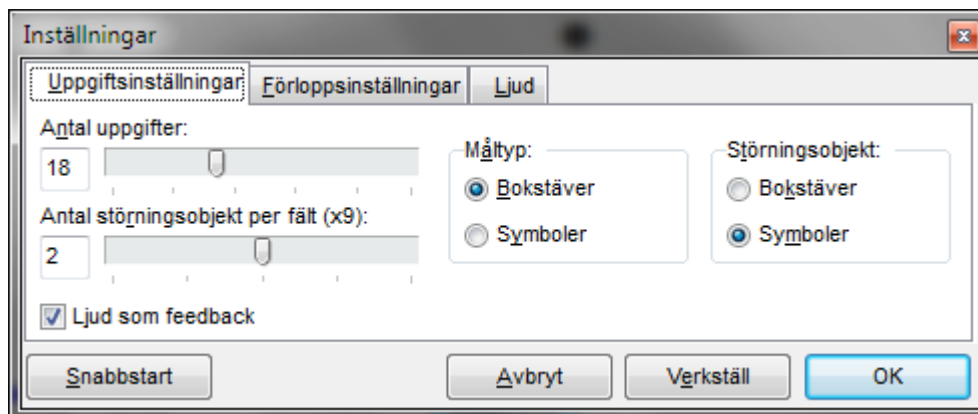 Inställningar
Uppgiftsinställningar Förloppsinställningar Ljud
Antal uppgifter:
18
Antal störningsobjekt per fält (x9):
2
Ljud som feedback
Måltyp:
Bokstäver
Symboler
Störningsobjekt:
Bokstäver
Symboler
Snabbstart Avbryt Verkställ OK